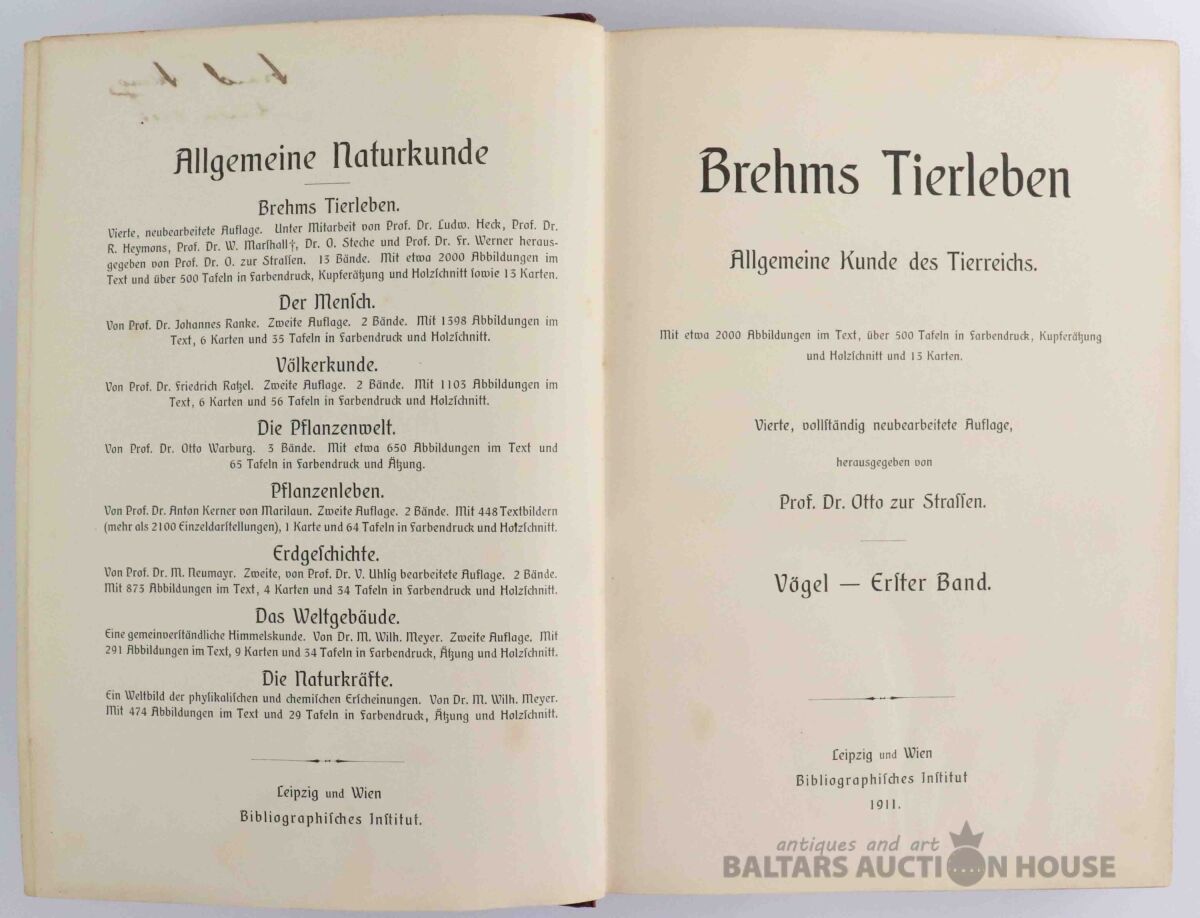 Allgemeine Naturkunde
Brehms Tierleben.
Vierte, neubearbeitete Auflage. Unter Mitarbeit von Prof. Dr. Ludw. Heck, Prof. Dr.
R. Heymons, Prof. Dr. W. Marſhall†, Dr. O. Steche und Prof. Dr. Fr. Werner heraus-
gegeben von Prof. Dr. O. zur Straſſen. 13 Bände. Mit etwa 2000 Abbildungen im
Text und über 500 Tafeln in Farbendruck, Kupferätzung und Holzſchnitt ſowie 13 Karten.
Der Menſch.
Von Prof. Dr. Johannes Ranke. Zweite Auflage. 2 Bände. Mit 1398 Abbildungen im
Text, 6 Karten und 35 Tafeln in Farbendruck und Holzſchnitt.
Völkerkunde.
Von Prof. Dr. Friedrich Ratzel. Zweite Auflage. 2 Bände. Mit 1103 Abbildungen im
Text, 6 Karten und 56 Tafeln in Farbendruck und Holzſchnitt.
Die Pflanzenwelt.
Von Prof. Dr. Otto Warburg. 3 Bände. Mit etwa 650 Abbildungen im Text und
65 Tafeln in Farbendruck und Ätzung.
Pflanzenleben.
Von Prof. Dr. Anton Kerner von Marilaun. Zweite Auflage. 2 Bände. Mit 448 Textbildern
(mehr als 2100 Einzeldarſtellungen), 1 Karte und 64 Tafeln in Farbendruck und Holzſchnitt.
Erdgeſchichte.
Von Prof. Dr. M. Neumayr. Zweite, von Prof. Dr. V. Uhlig bearbeitete Auflage. 2 Bände.
Mit 873 Abbildungen im Text, 4 Karten und 34 Tafeln in Farbendruck und Holzſchnitt.
Das Weltgebäude.
Eine gemeinverſtändliche Himmelskunde. Von Dr. M. Wilh. Meyer. Zweite Auflage. Mit
291 Abbildungen im Text, 9 Karten und 34 Tafeln in Farbendruck, Ätzung und Holzſchnitt.
Die Naturkräfte.
Ein Weltbild der phyſikaliſchen und chemiſchen Erſcheinungen. Von Dr. M. Wilh. Meyer.
Mit 474 Abbildungen im Text und 29 Tafeln in Farbendruck, Ätzung und Holzſchnitt.
Leipzig und Wien
Bibliographiſches Inſtitut.
Brehms Tierleben
Allgemeine Kunde des Tierreichs.
Mit etwa 2000 Abbildungen im Text, über 500 Tafeln in Farbendruck, Kupferätzung
und Holzſchnitt und 13 Karten.
Vierte, vollſtändig neubearbeitete Auflage,
herausgegeben von
Prof. Dr. Otto zur Straſſen.
Vögel — Erſter Band.
Leipzig und Wien
Bibliographiſches Inſtitut
1911.
antiques and art
BALTARS AUCTION HOUSE